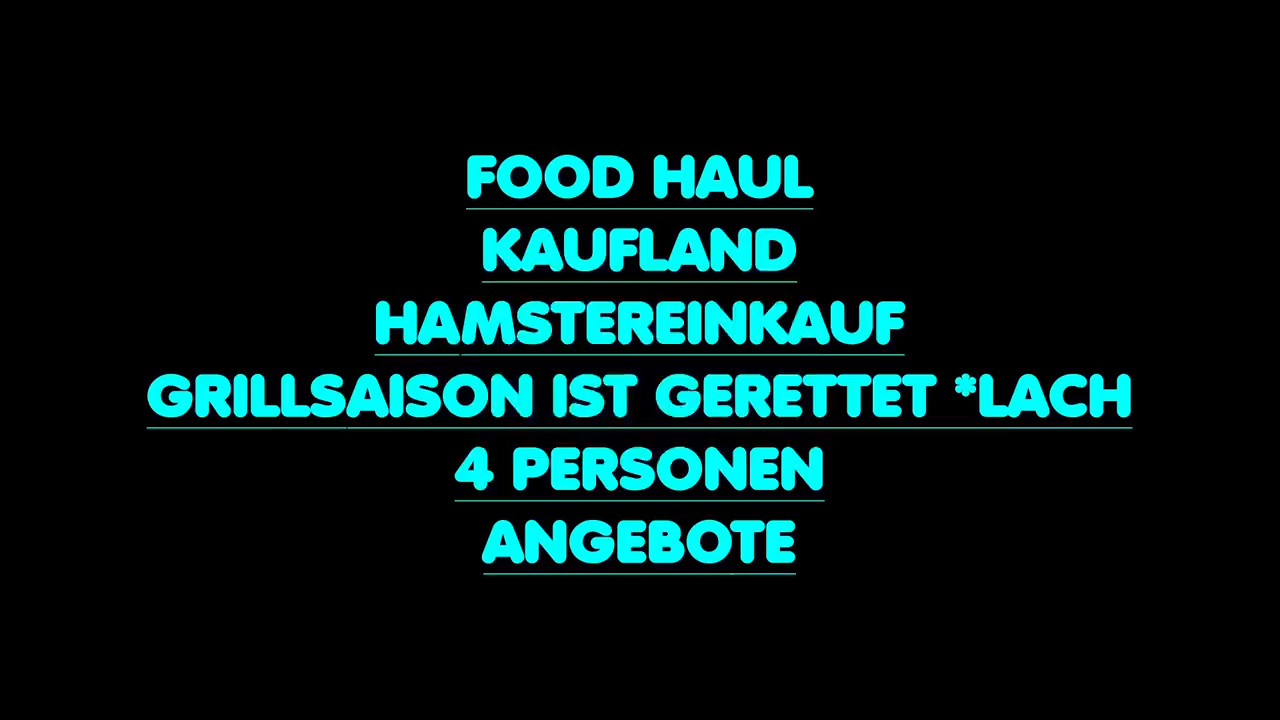 FOOD HAUL
KAUFLAND
HAMSTEREINKAUF
GRILLSAISON IST GERETTET *LACH
4 PERSONEN
ANGEBOTE